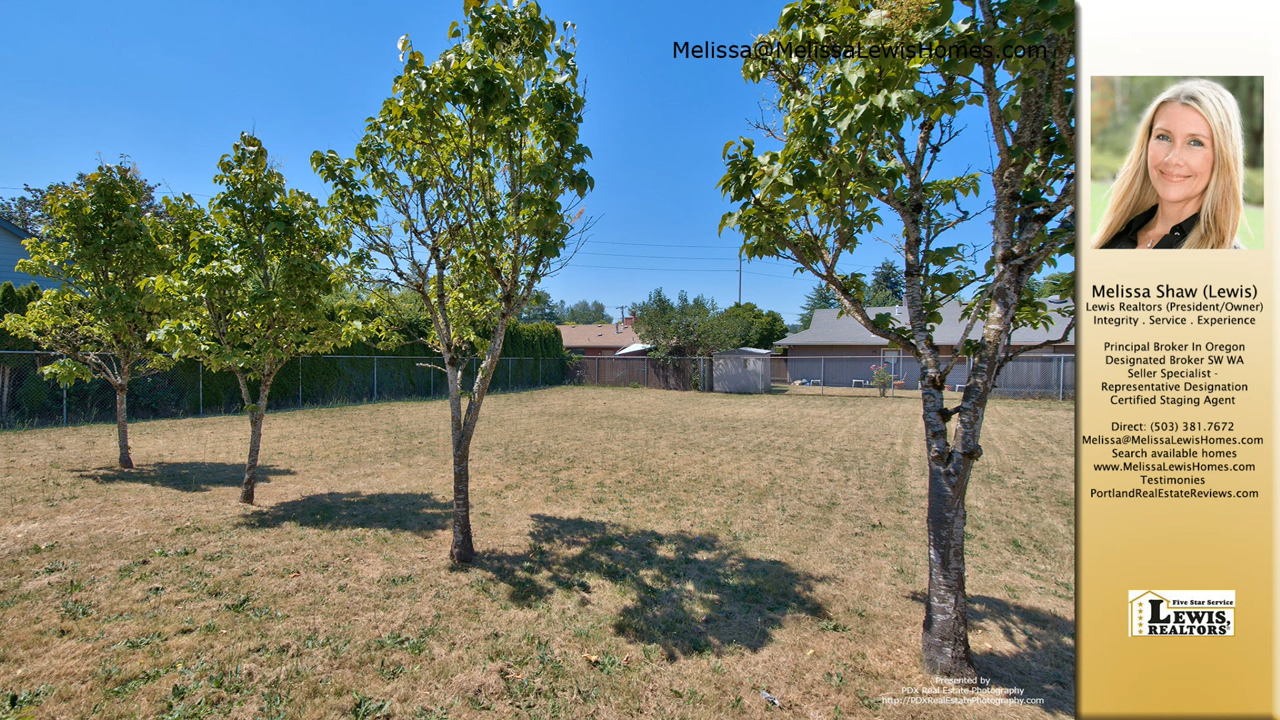 Melissa@MelissaLewisHomes.com
Melissa Shaw (Lewis)
Lewis Realtors (President/Owner)
Integrity . Service . Experience
Principal Broker In Oregon
Designated Broker SW WA
Seller Specialist -
Representative Designation
Certified Staging Agent
Direct: (503) 381.7672
Melissa@MelissaLewisHomes.com
Search available homes
www.MelissaLewisHomes.com
Testimonies
PortlandRealEstateReviews.com
Five Star Service
LEWIS,
REALTORS
Presented by
PDX Real Estate Photography
http://PDXRealEstatePhotography.com